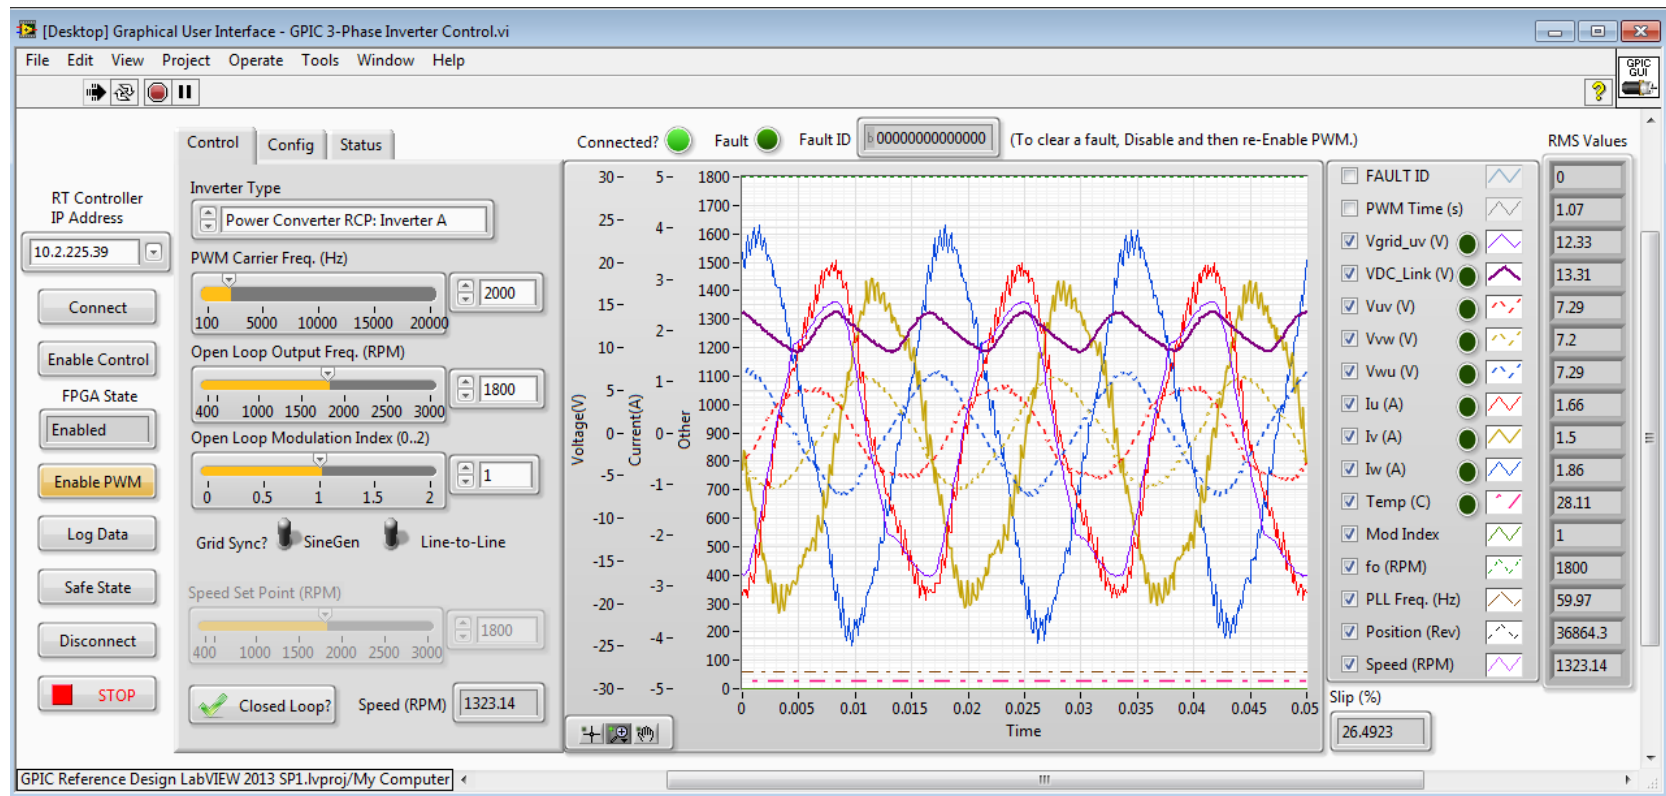 [Desktop] Graphical User Interface - GPIC 3-Phase Inverter Control.vi
File Edit View Project Operate Tools Window Help
GPIC GUI
Control Config Status
Connected? Fault Fault ID b 00000000000000 (To clear a fault, Disable and then re-Enable PWM.)
RMS Values
RT Controller
IP Address
10.2.225.39
Connect
Enable Control
FPGA State
Enabled
Enable PWM
Log Data
Safe State
Disconnect
STOP
Inverter Type
Power Converter RCP: Inverter A
PWM Carrier Freq. (Hz)
2000
100 5000 10000 15000 20000
Open Loop Output Freq. (RPM)
1800
400 1000 1500 2000 2500 3000
Open Loop Modulation Index (0..2)
1
0 0.5 1 1.5 2
Grid Sync? SineGen Line-to-Line
Speed Set Point (RPM)
1800
400 1000 1500 2000 2500 3000
Closed Loop? Speed (RPM) 1323.14
Voltage(V)
30
25
20
15
10
5
0
-5
-10
-15
-20
-25
-30
Current(A)
5
4
3
2
1
0
-1
-2
-3
-4
-5
Other
1800
1700
1600
1500
1400
1300
1200
1100
1000
900
800
700
600
500
400
300
200
100
0
0 0.005 0.01 0.015 0.02 0.025 0.03 0.035 0.04 0.045 0.05
Time
FAULT ID 0
PWM Time (s) 1.07
Vgrid_uv (V) 12.33
VDC_Link (V) 13.31
Vuv (V) 7.29
Vvw (V) 7.2
Vwu (V) 7.29
Iu (A) 1.66
Iv (A) 1.5
Iw (A) 1.86
Temp (C) 28.11
Mod Index 1
fo (RPM) 1800
PLL Freq. (Hz) 59.97
Position (Rev) 36864.3
Speed (RPM) 1323.14
Slip (%)
26.4923
GPIC Reference Design LabVIEW 2013 SP1.lvproj/My Computer